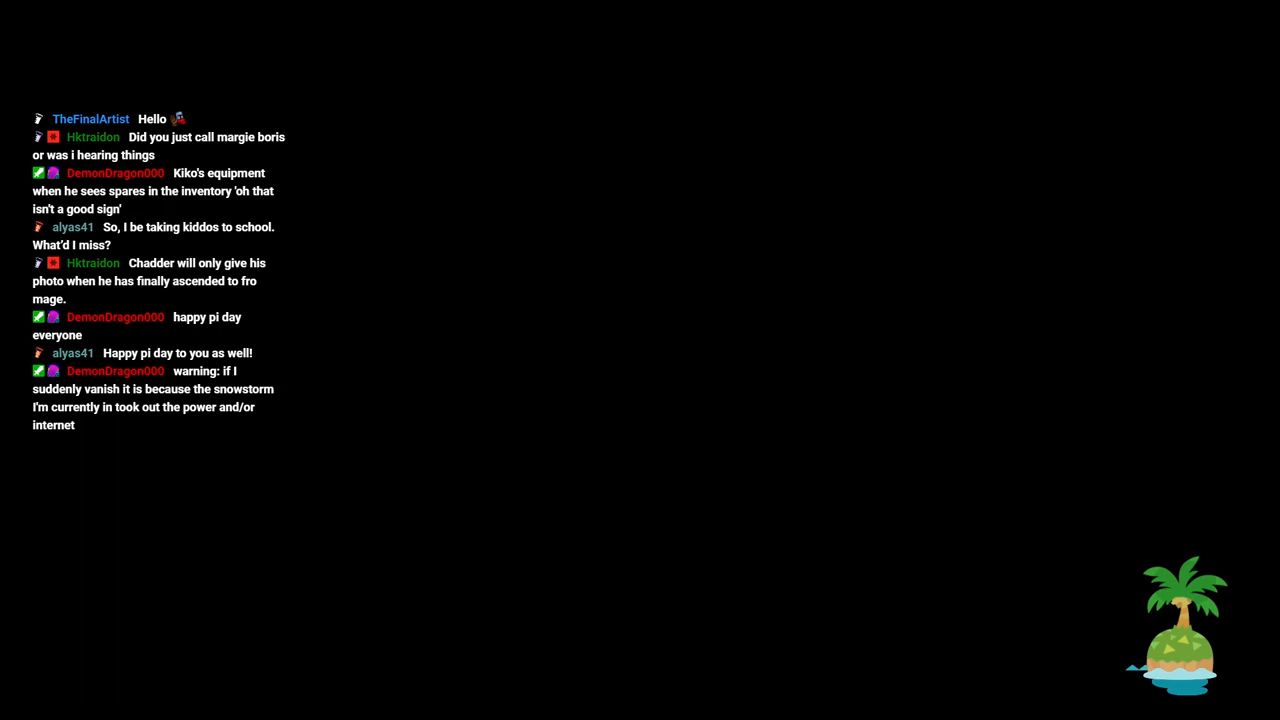 TheFinalArtist Hello
Hktraidon Did you just call margie boris
or was i hearing things
DemonDragon000 Kiko's equipment
when he sees spares in the inventory 'oh that
isn't a good sign'
alyas41 So, I be taking kiddos to school.
What'd I miss?
Hktraidon Chadder will only give his
photo when he has finally ascended to fro
mage.
DemonDragon000 happy pi day
everyone
alyas41 Happy pi day to you as well!
DemonDragon000 warning: if I
suddenly vanish it is because the snowstorm
I'm currently in took out the power and/or
internet